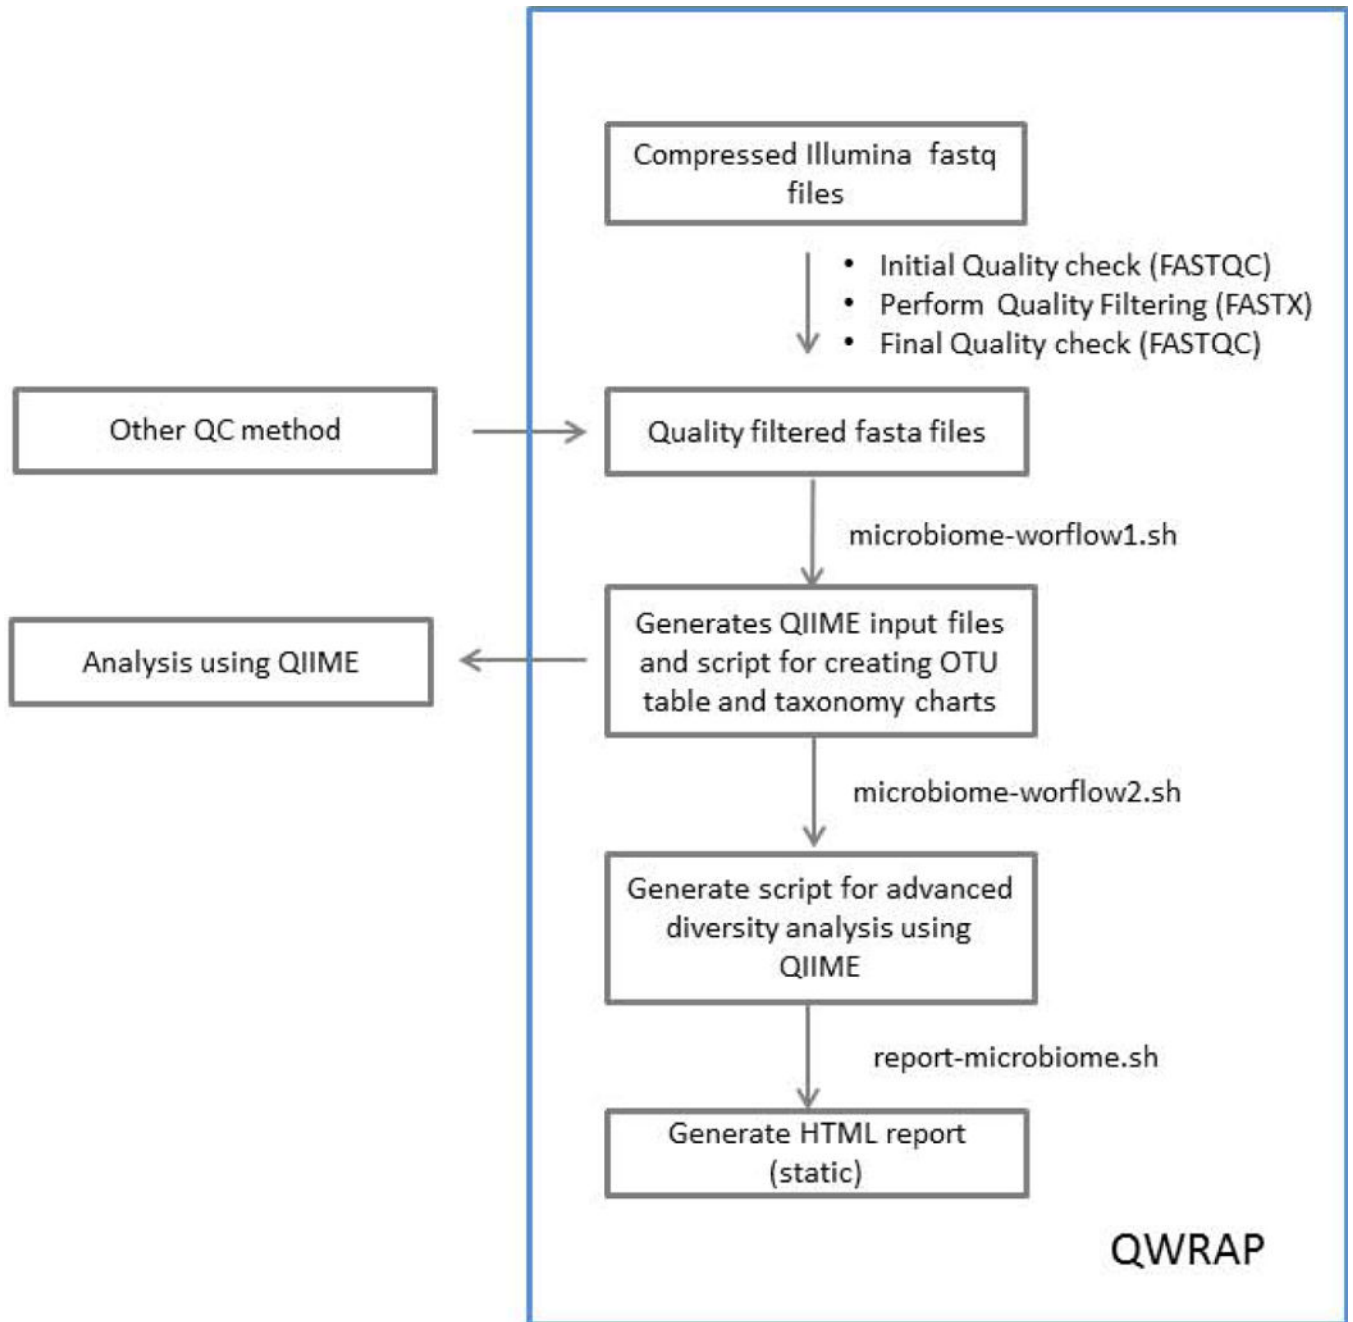 Compressed Illumina fastq
files
• Initial Quality check (FASTQC)
• Perform Quality Filtering (FASTX)
• Final Quality check (FASTQC)
Other QC method
Quality filtered fasta files
microbiome-worflow1.sh
Analysis using QIIME
Generates QIIME input files
and script for creating OTU
table and taxonomy charts
microbiome-worflow2.sh
Generate script for advanced
diversity analysis using
QIIME
report-microbiome.sh
Generate HTML report
(static)
QWRAP